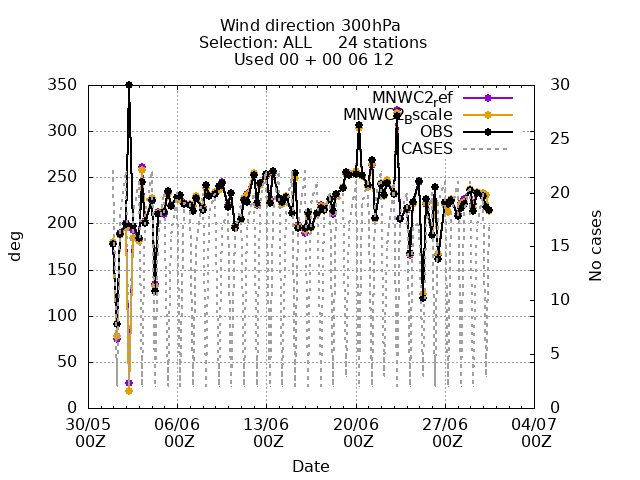 Wind direction 300hPa
Selection: ALL 24 stations
Used 00 + 00 06 12
350
300
250
200
150
100
50
0
30
25
20
15
10
5
0
MNWC2ref
MNWC2Bscale
OBS
CASES
deg
No cases
30/05 06/06 13/06 20/06 27/06 04/07
00Z 00Z 00Z 00Z 00Z 00Z
Date